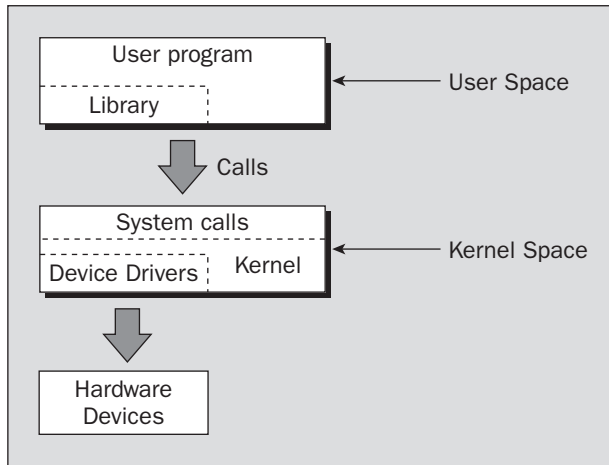 User program
Library
User Space
Calls
System calls
Device Drivers
Kernel
Kernel Space
Hardware
Devices